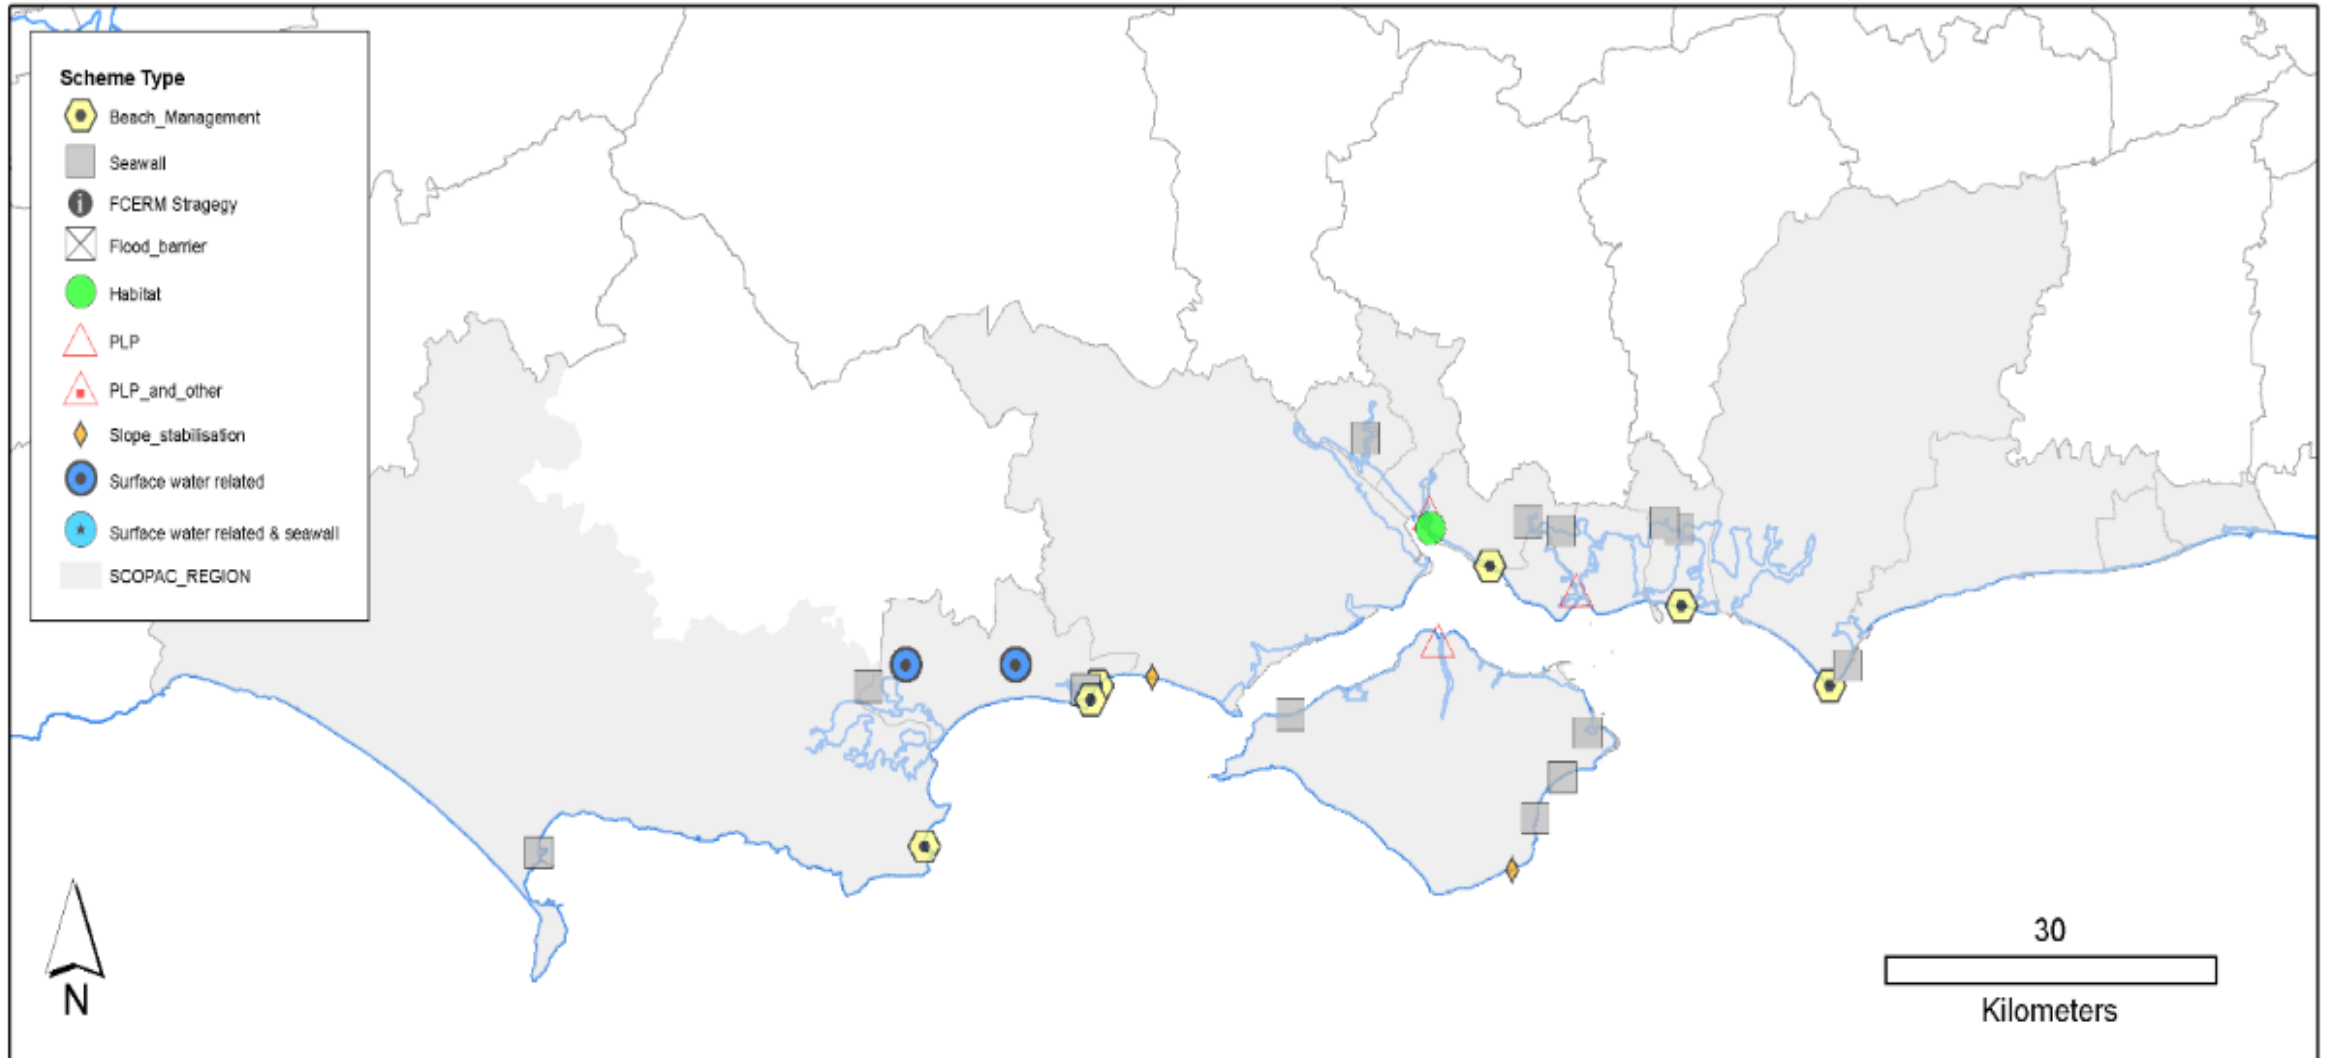 Scheme Type
Beach_Management
Seawall
FCERM Stragegy
Flood_barrier
Habitat
PLP
PLP_and_other
Slope_stabilisation
Surface water related
Surface water related & seawall
SCOPAC_REGION
N
30
Kilometers